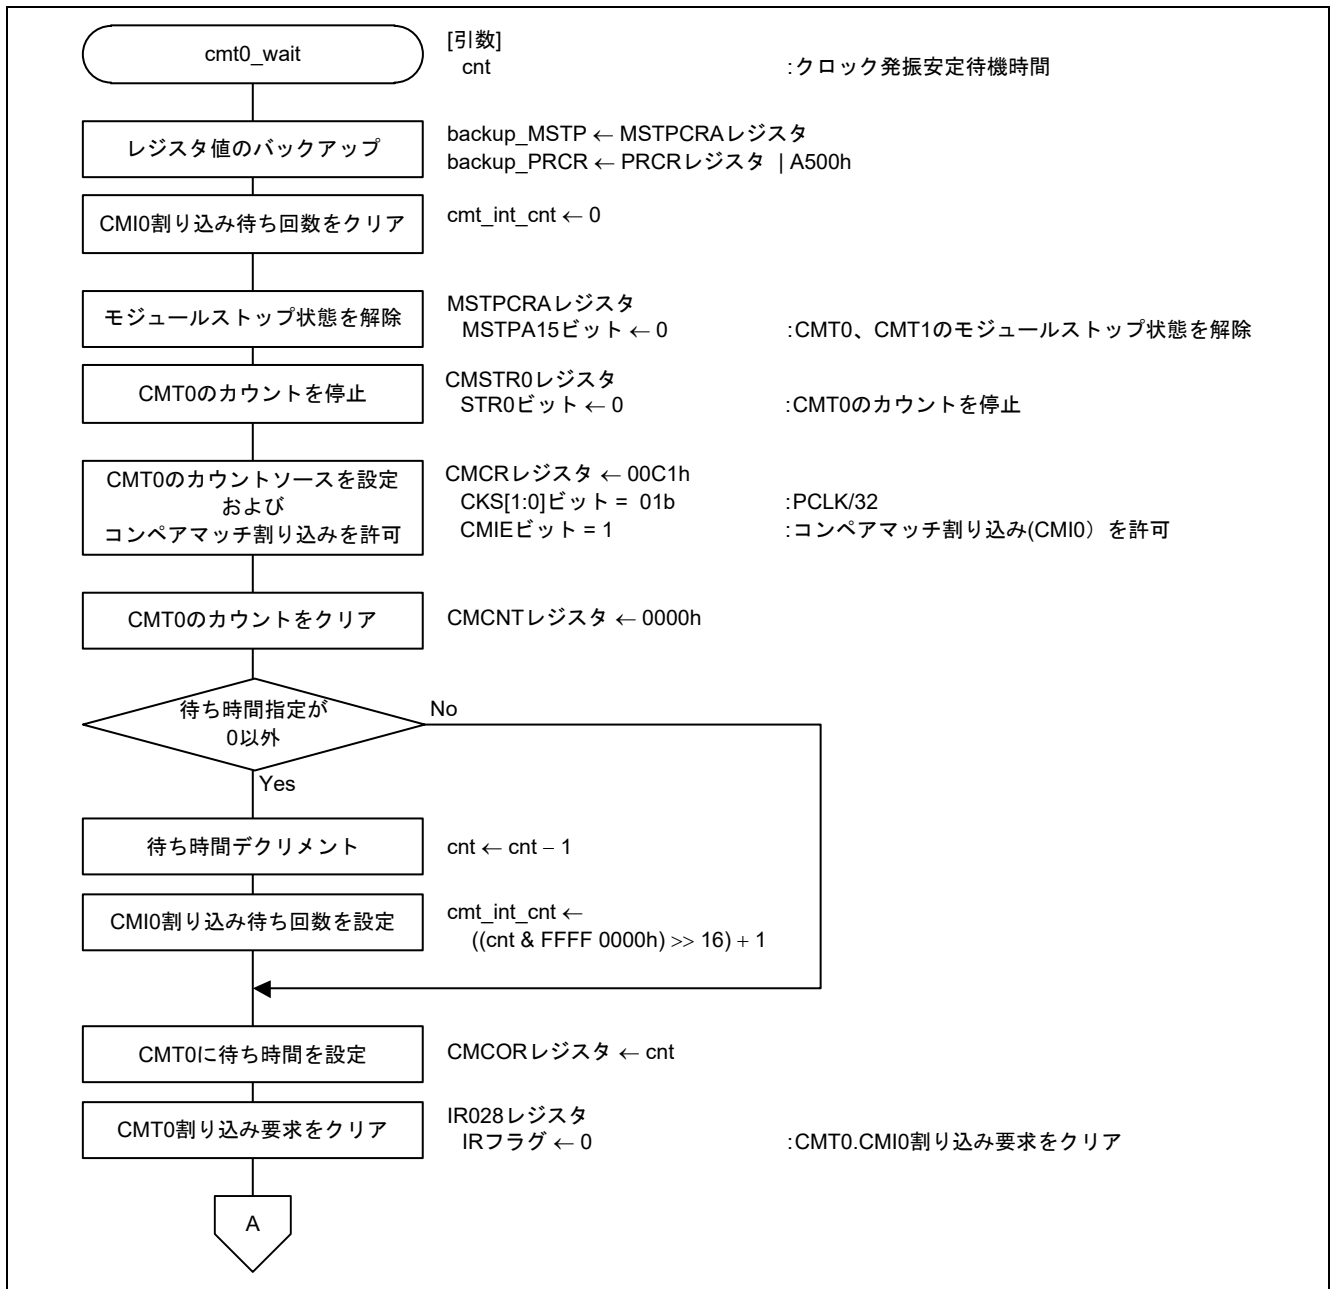 cmt0_wait
[引数]
cnt :クロック発振安定待機時間
レジスタ値のバックアップ
backup_MSTP ← MSTPCRAレジスタ
backup_PRCR ← PRCRレジスタ | A500h
CMI0割り込み待ち回数をクリア
cmt_int_cnt ← 0
モジュールストップ状態を解除
MSTPCRAレジスタ
MSTPA15ビット ← 0 :CMT0、CMT1のモジュールストップ状態を解除
CMT0のカウントを停止
CMSTR0レジスタ
STR0ビット ← 0 :CMT0のカウントを停止
CMT0のカウントソースを設定
および
コンペアマッチ割り込みを許可
CMCRレジスタ ← 00C1h
CKS[1:0]ビット = 01b :PCLK/32
CMIEビット = 1 :コンペアマッチ割り込み(CMI0）を許可
CMT0のカウントをクリア
CMCNTレジスタ ← 0000h
待ち時間指定が
0以外
No
Yes
待ち時間デクリメント
cnt ← cnt − 1
CMI0割り込み待ち回数を設定
cmt_int_cnt ←
((cnt & FFFF 0000h) >> 16) + 1
CMT0に待ち時間を設定
CMCORレジスタ ← cnt
CMT0割り込み要求をクリア
IR028レジスタ
IRフラグ ← 0 :CMT0.CMI0割り込み要求をクリア
A